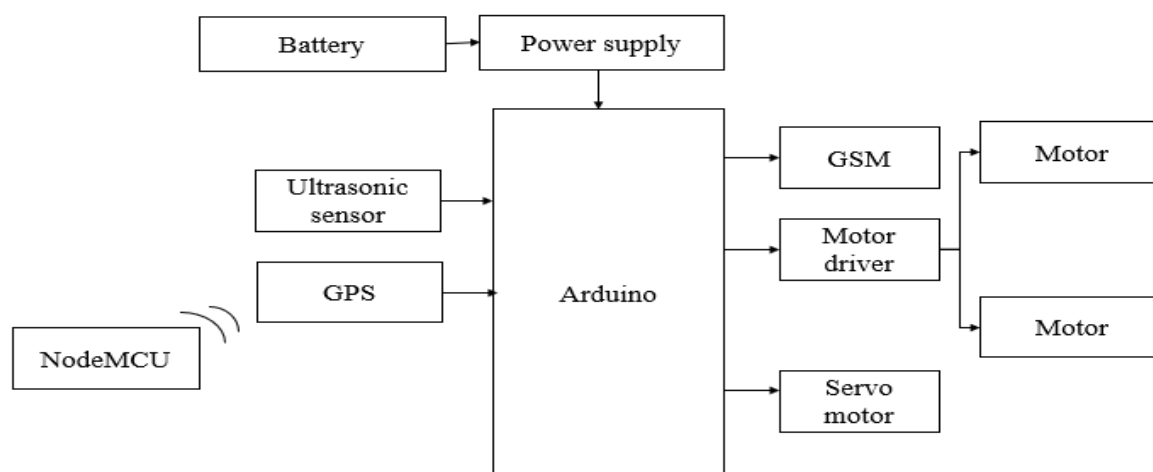 Battery
Power supply
GSM
Motor
Ultrasonic
sensor
Motor
driver
GPS
Arduino
NodeMCU
Motor
Servo
motor